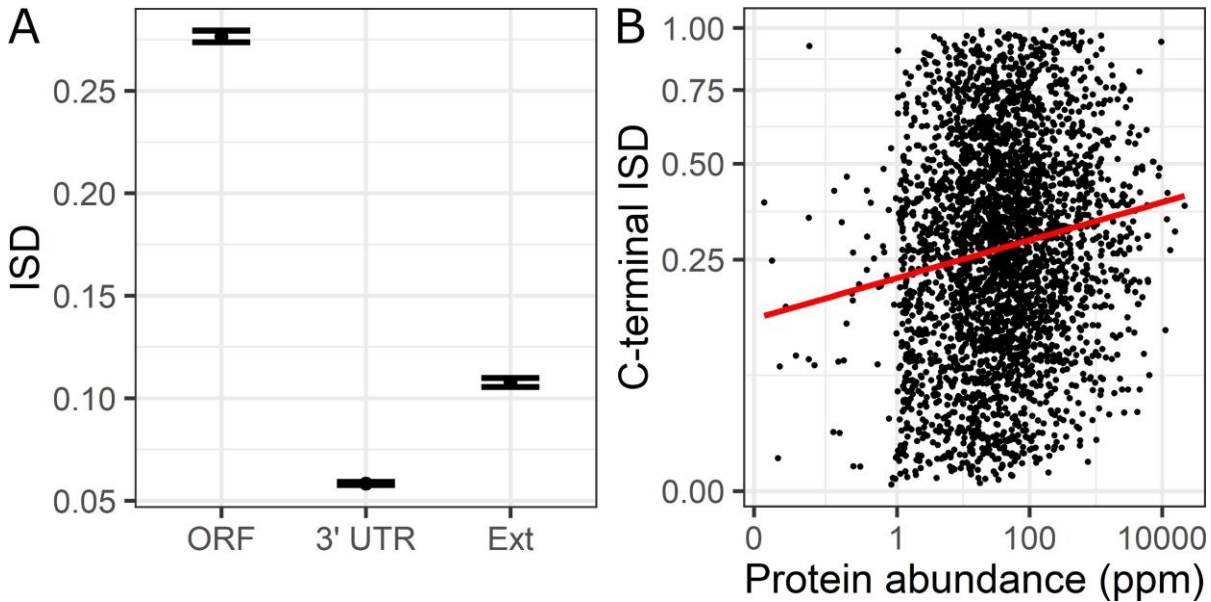 A
ISD
0.25
0.20
0.15
0.10
0.05
ORF 3' UTR Ext
B
C-terminal ISD
1.00
0.75
0.50
0.25
0.00
0 1 100 10000
Protein abundance (ppm)